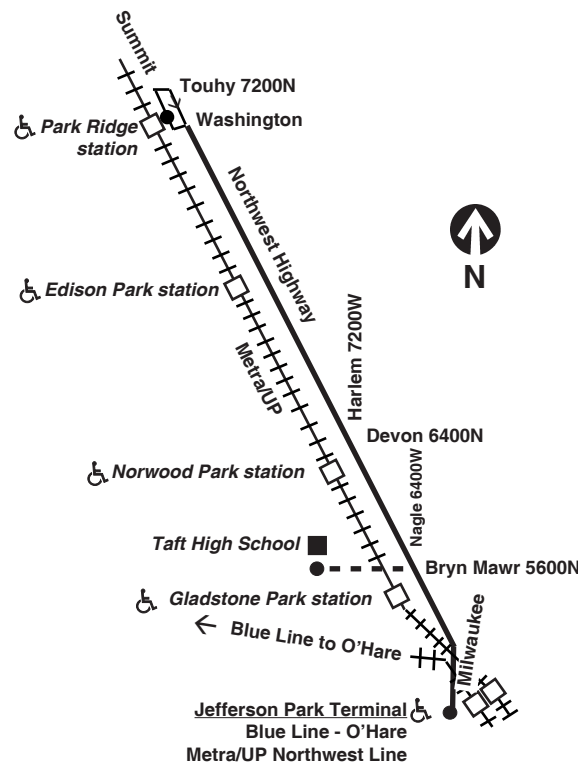 Summit
Touhy 7200N
Washington
Park Ridge
station
Northwest Highway
N
Edison Park station
Harlem 7200W
Metra/UP
Devon 6400N
Nagle 6400W
Norwood Park station
Taft High School
Bryn Mawr 5600N
Gladstone Park station
Milwaukee
Blue Line to O’Hare
Jefferson Park Terminal
Blue Line - O’Hare
Metra/UP Northwest Line